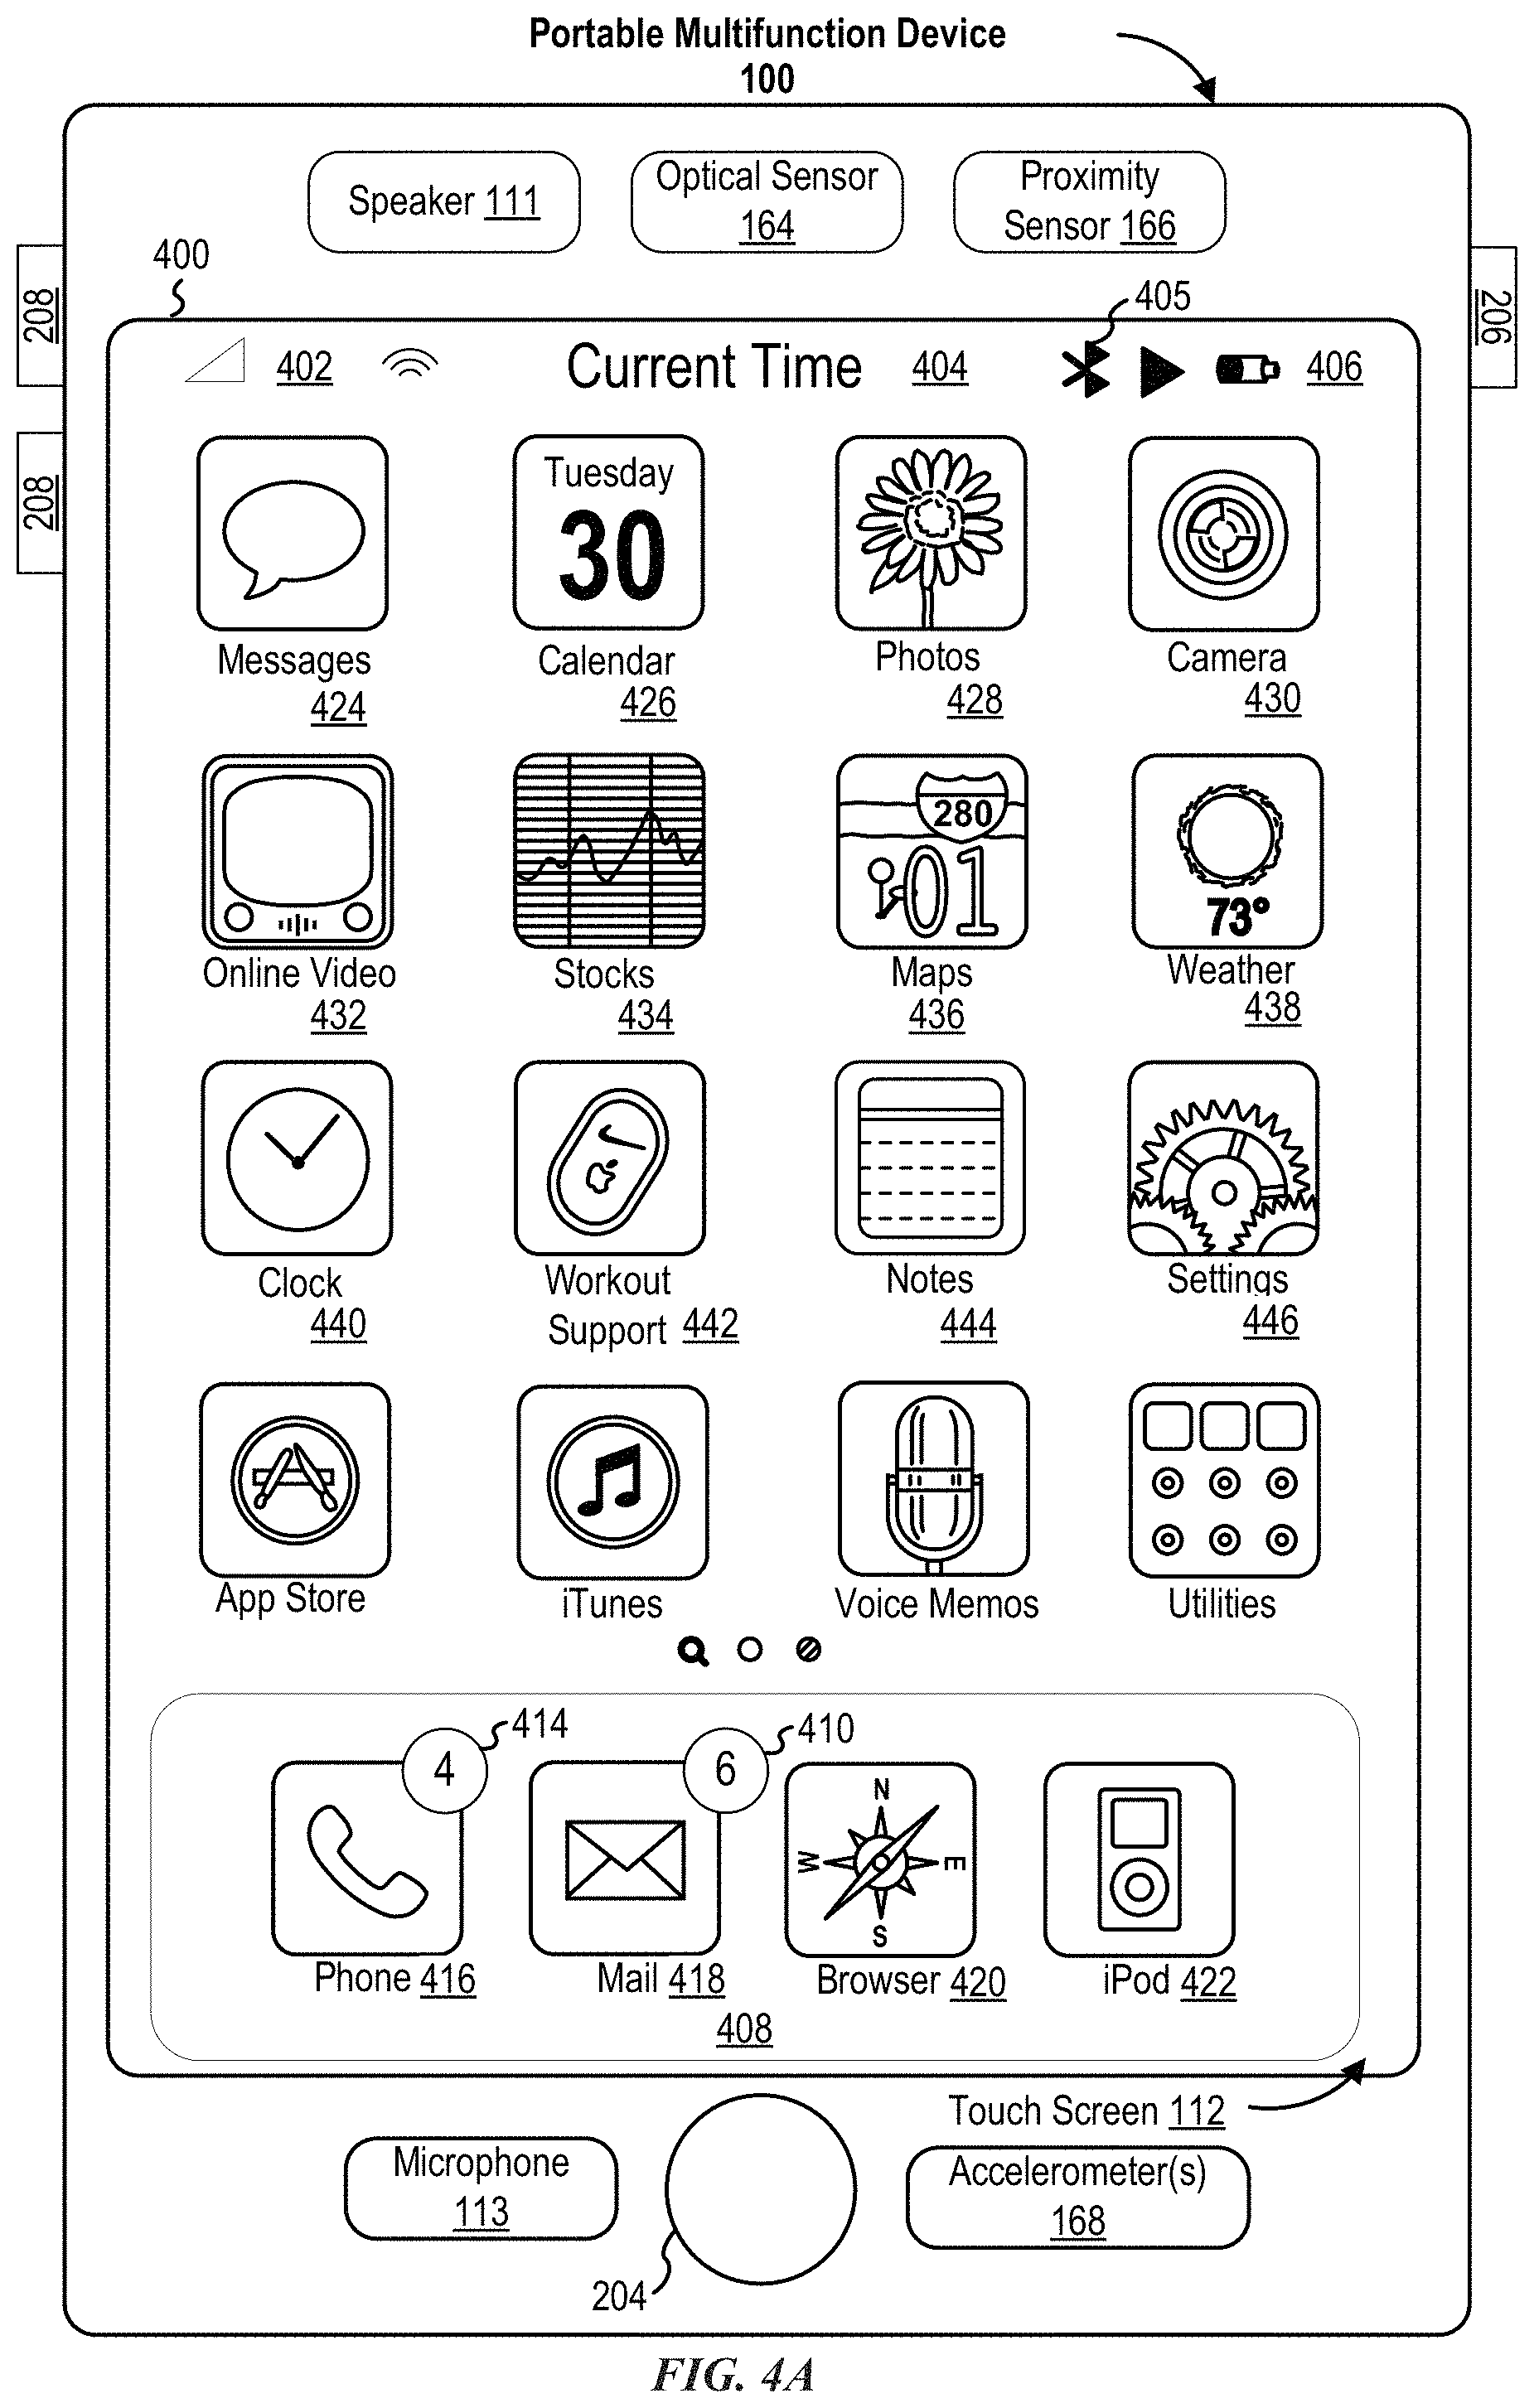 Portable Multifunction Device
100
Speaker 111
Optical Sensor
164
Proximity
Sensor 166
400
405
208
206
208
402
Current Time
404
406
Tuesday
30
Messages
424
Calendar
426
Photos
428
Camera
430
280
01
73°
Online Video
432
Stocks
434
Maps
436
Weather
438
Clock
440
Workout
Support 442
Notes
444
Settings
446
App Store
iTunes
Voice Memos
Utilities
4
414
6
410
N
W
E
S
Phone 416
Mail 418
Browser 420
iPod 422
408
Touch Screen 112
Microphone
113
Accelerometer(s)
168
204
FIG. 4A